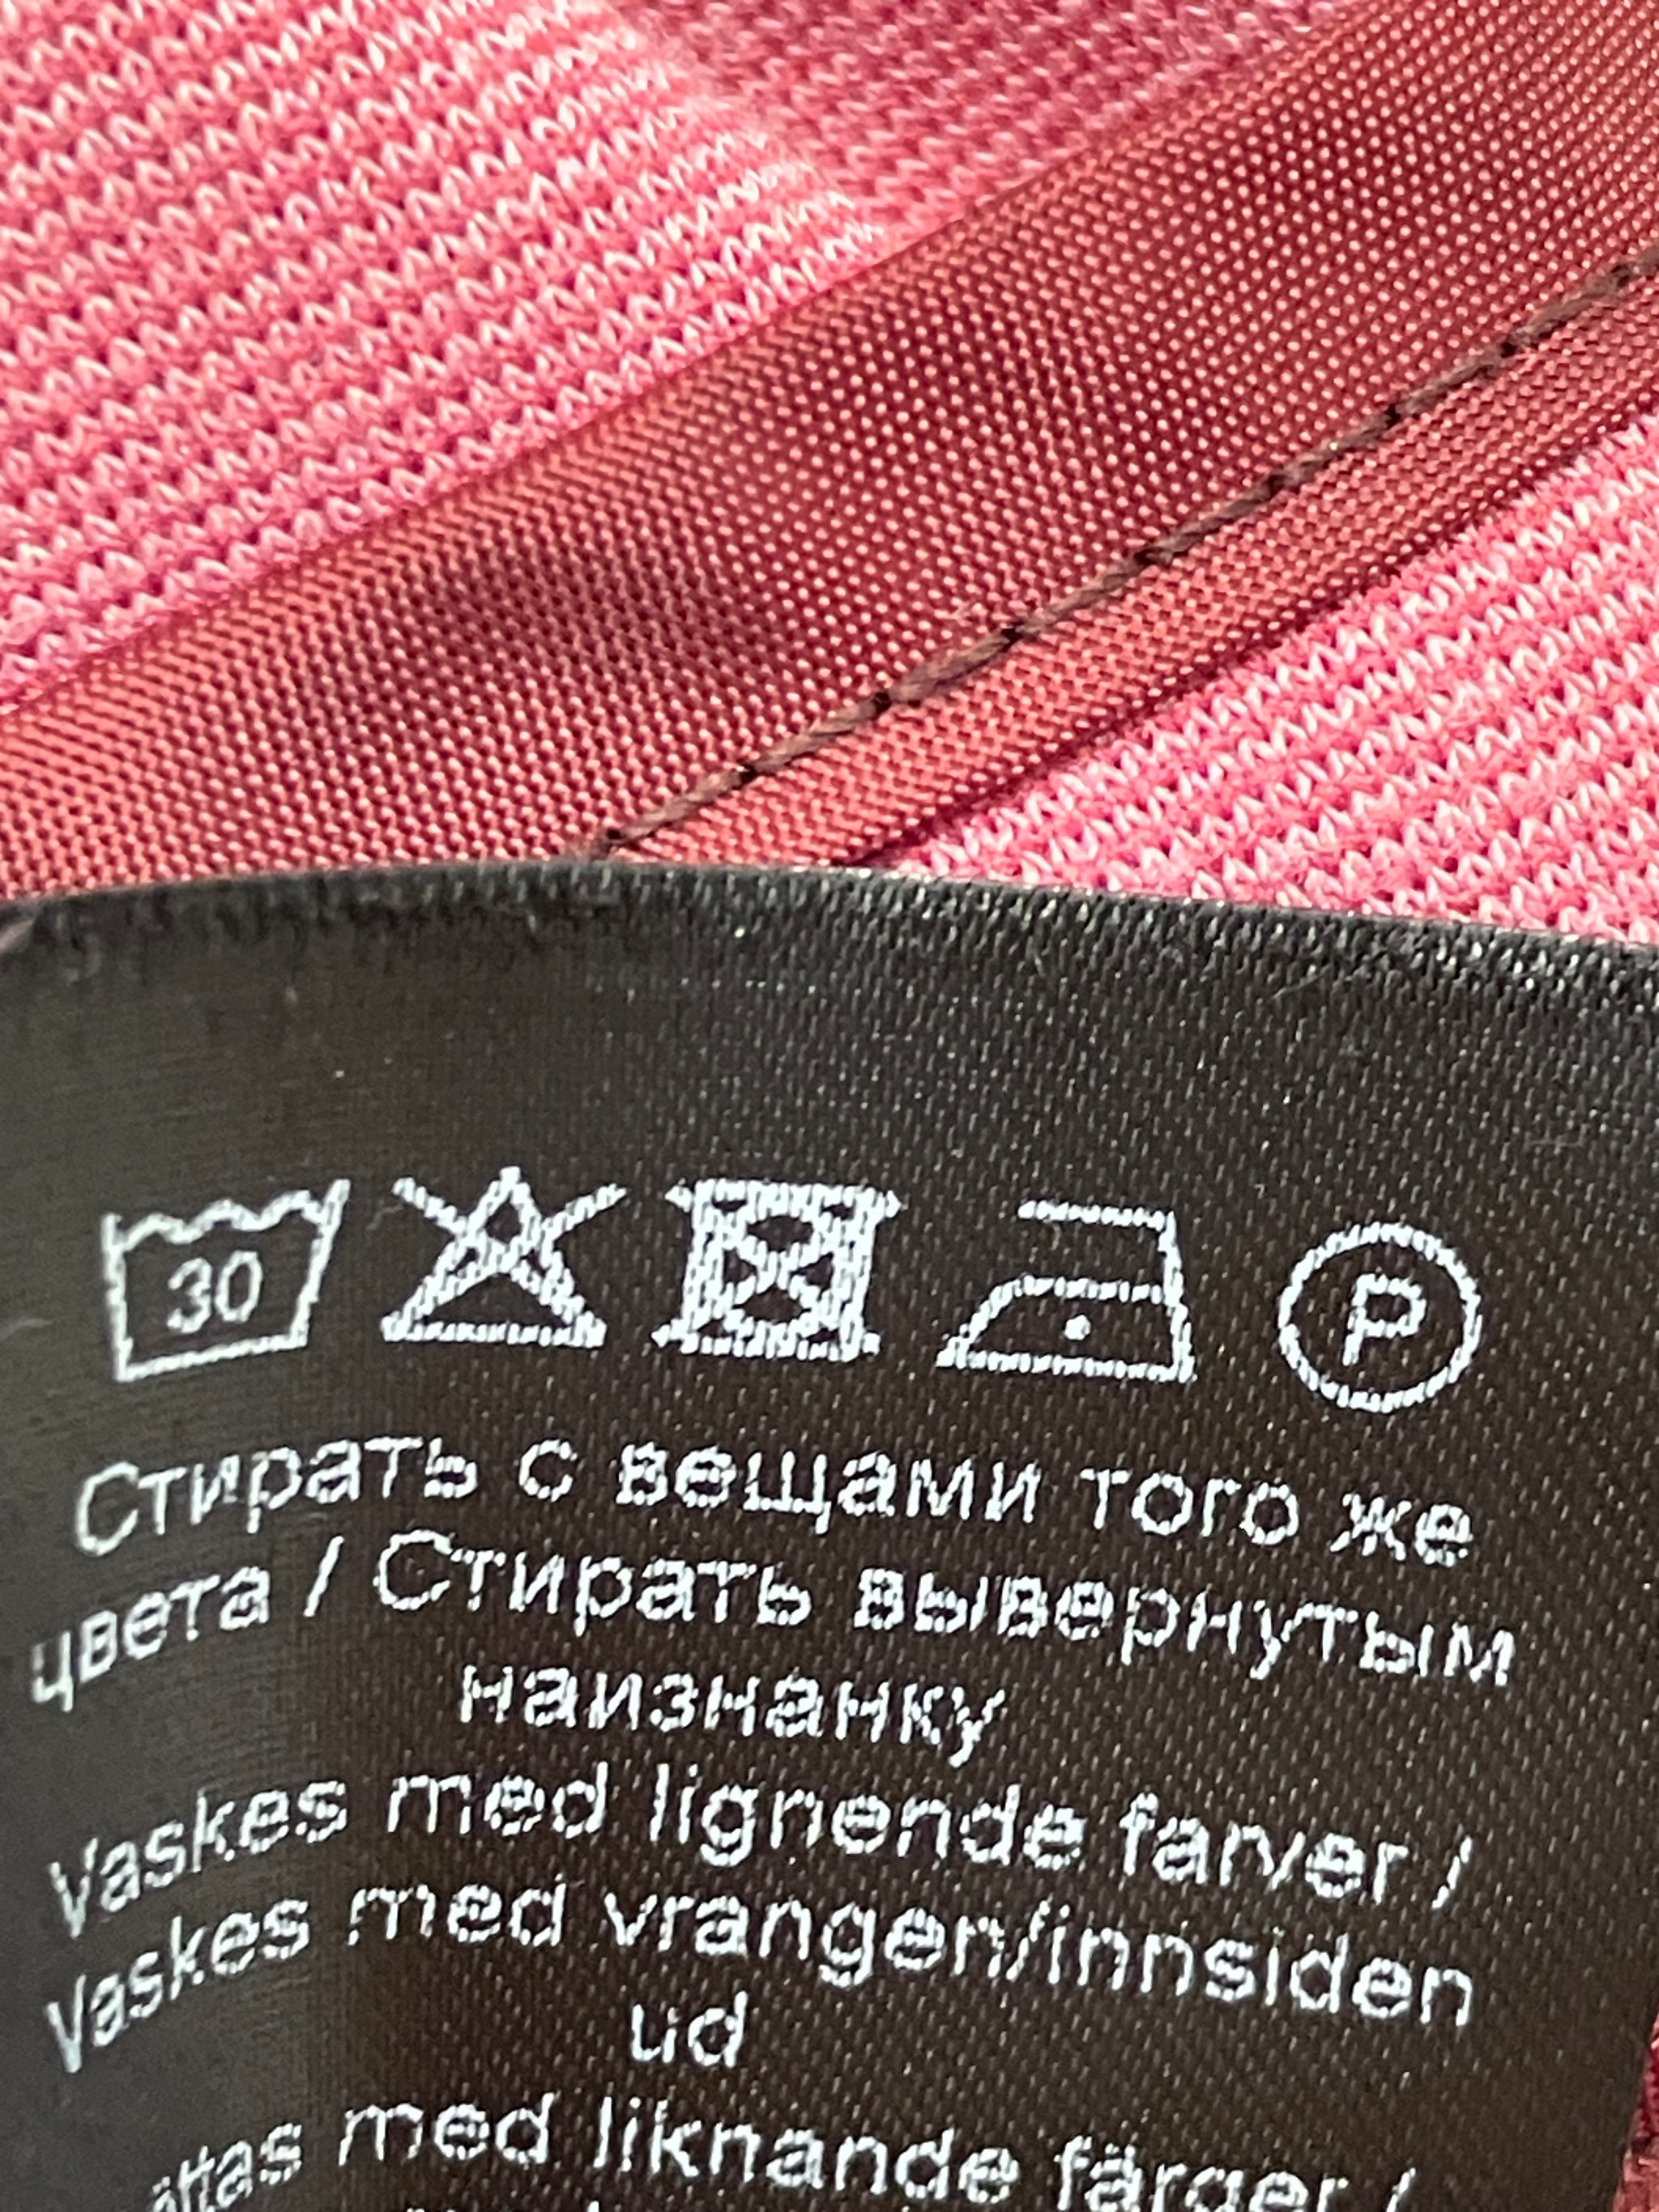 30
P
Стирать с вещами того же
цвета / Стирать вывернутым
наизнанку
Vaskes med lignende farver /
Vaskes med vrangen/innsiden
ud
med liknande färger /